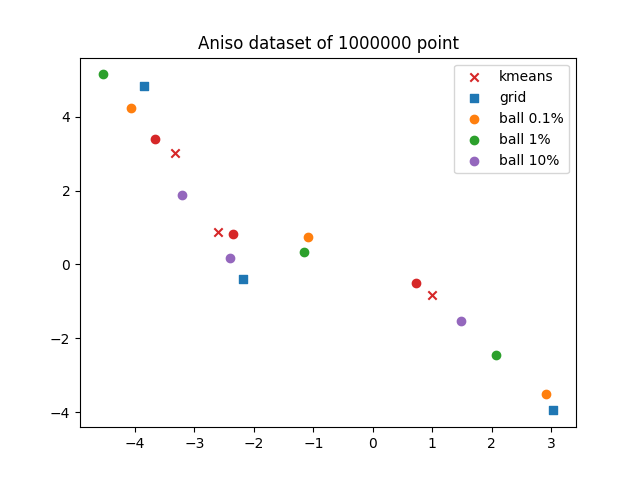 Aniso dataset of 1000000 point
kmeans
grid
ball 0.1%
ball 1%
ball 10%
4
2
0
−2
−4
−4 −3 −2 −1 0 1 2 3